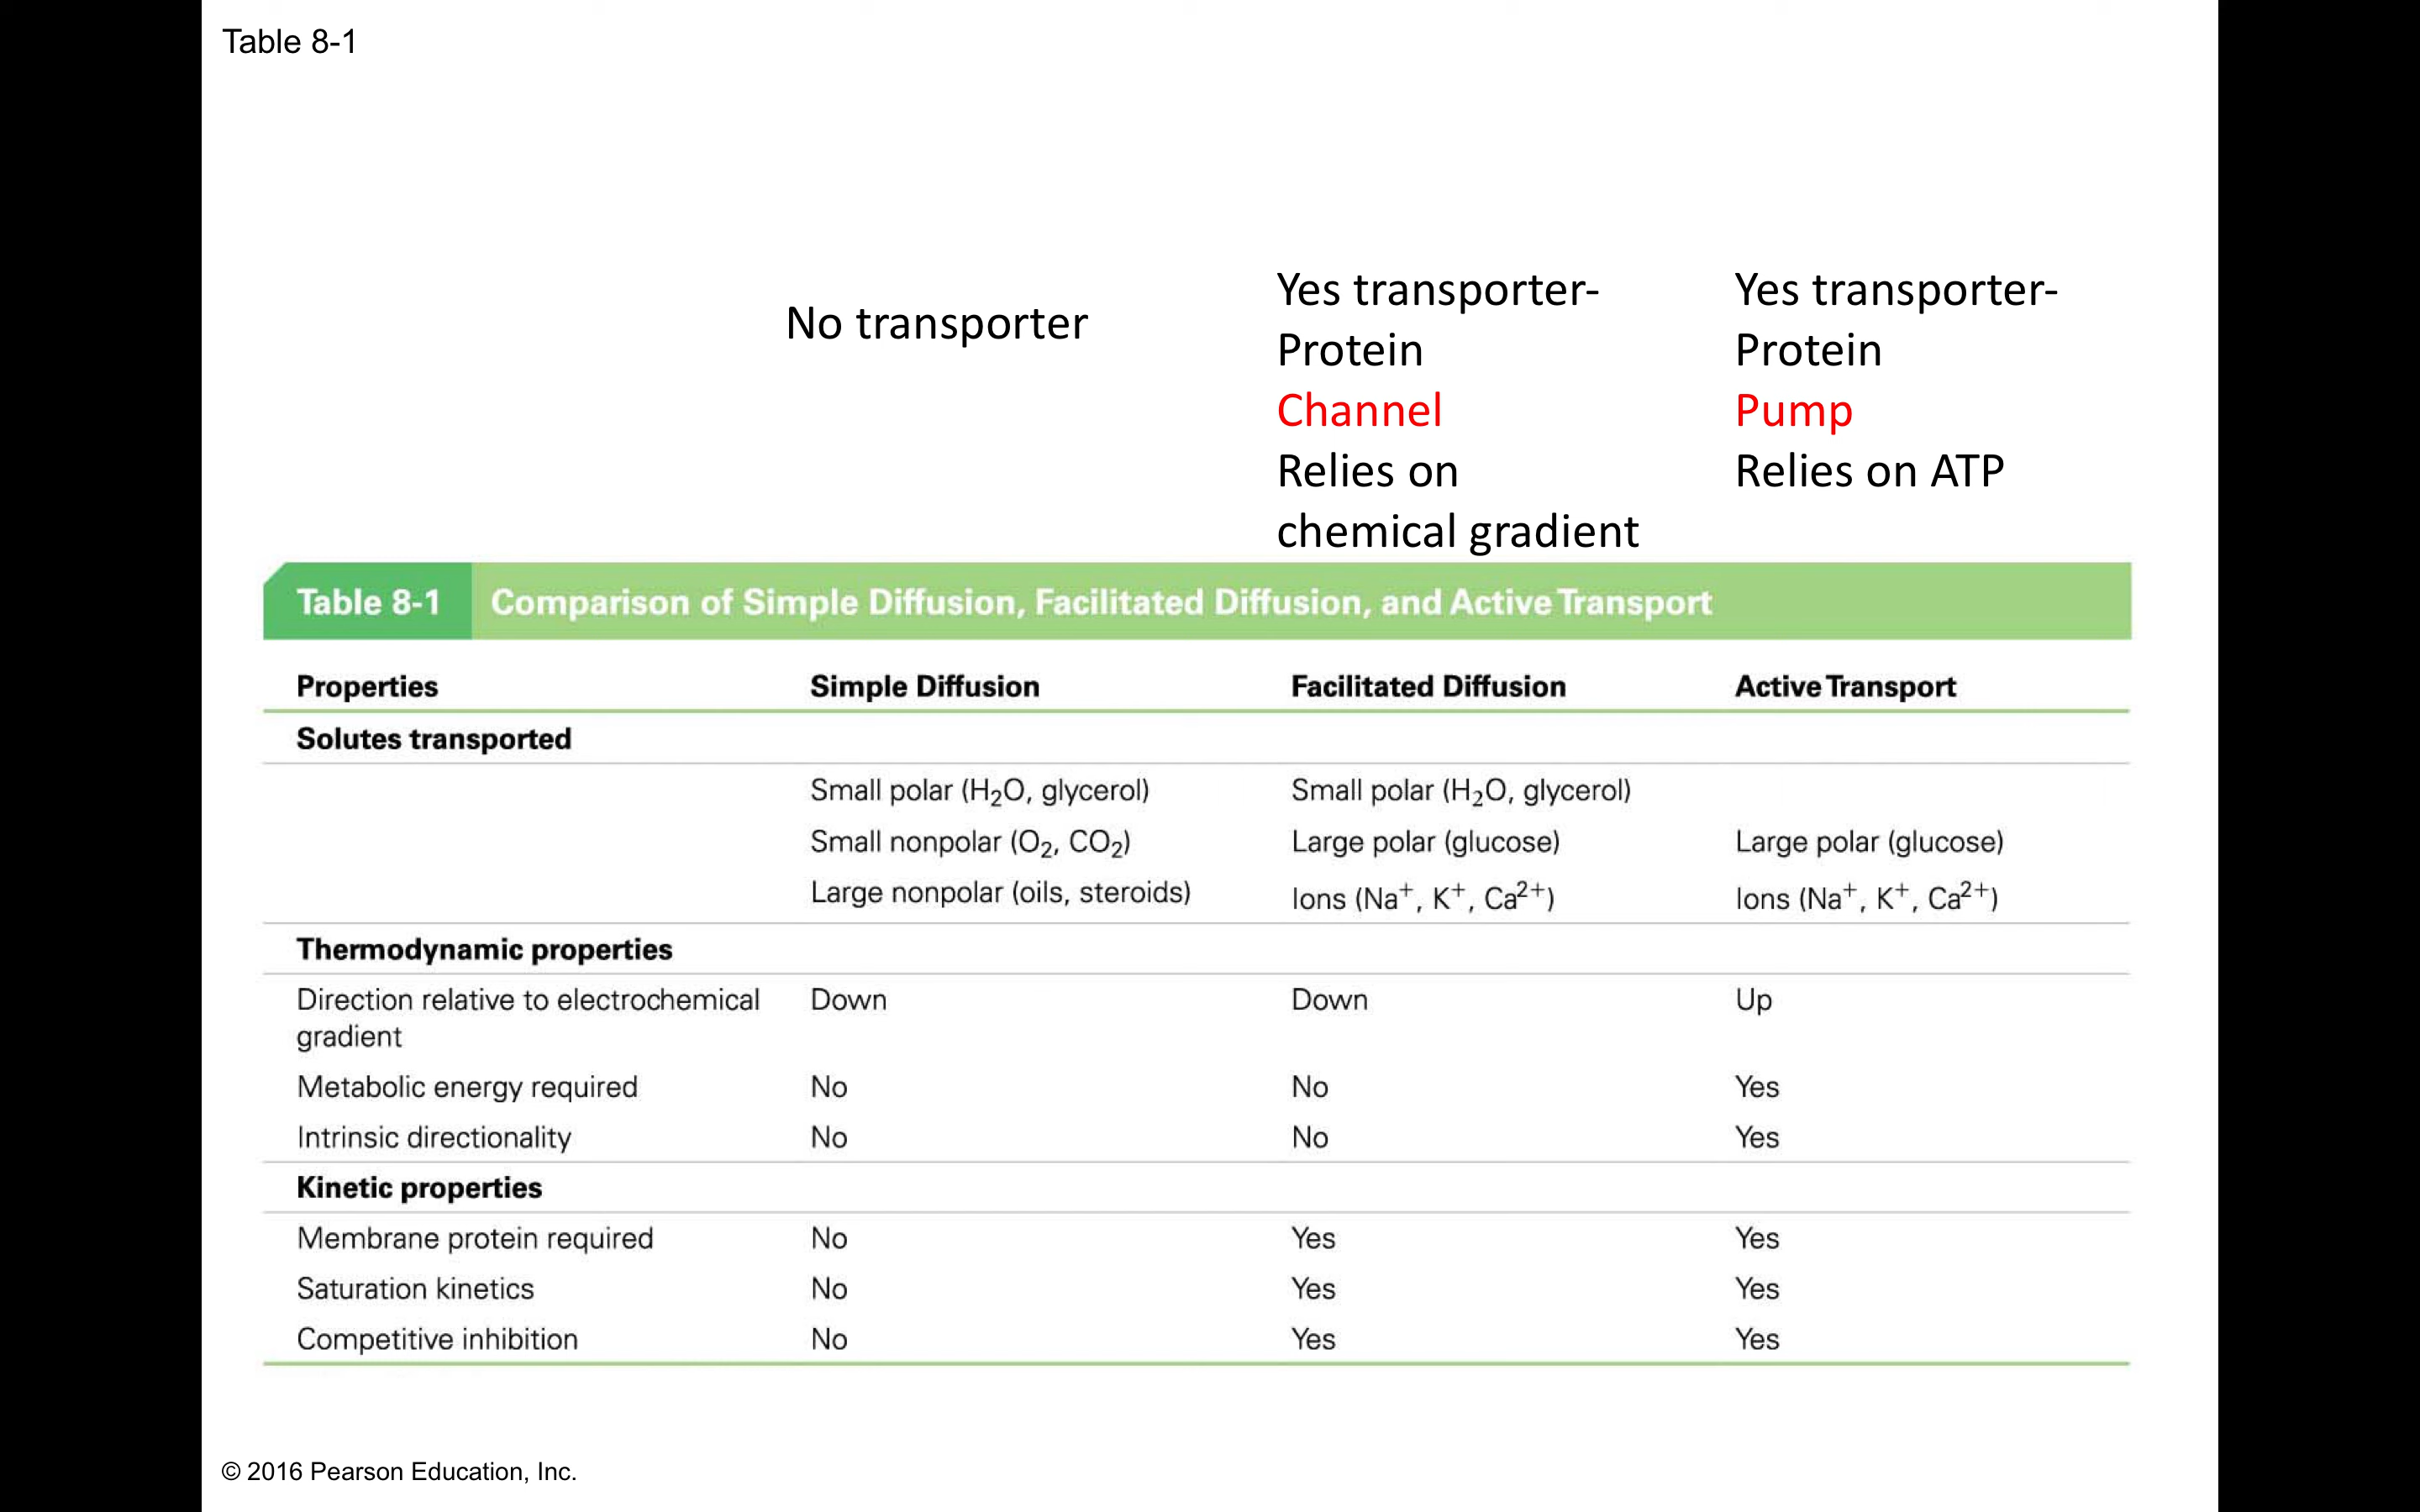 Table 8-1
No transporter
Yes transporter-
Protein
Channel
Relies on
chemical gradient
Yes transporter-
Protein
Pump
Relies on ATP
Table 8-1 Comparison of Simple Diffusion, Facilitated Diffusion, and Active Transport
Properties Simple Diffusion Facilitated Diffusion Active Transport
Solutes transported
Small polar (H₂O, glycerol) Small polar (H₂O, glycerol)
Small nonpolar (O₂, CO₂) Large polar (glucose) Large polar (glucose)
Large nonpolar (oils, steroids) Ions (Na⁺, K⁺, Ca²⁺) Ions (Na⁺, K⁺, Ca²⁺)
Thermodynamic properties
Direction relative to electrochemical Down Down Up
gradient
Metabolic energy required No No Yes
Intrinsic directionality No No Yes
Kinetic properties
Membrane protein required No Yes Yes
Saturation kinetics No Yes Yes
Competitive inhibition No Yes Yes
© 2016 Pearson Education, Inc.